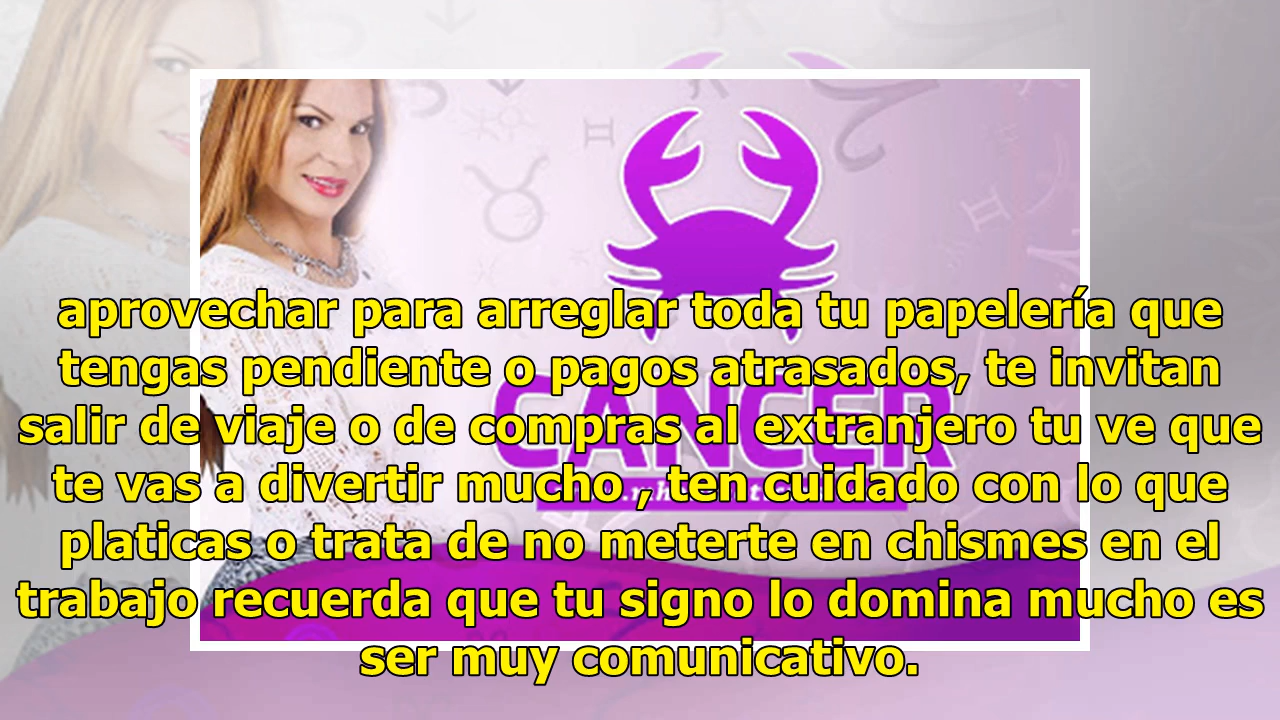 aprovechar para arreglar toda tu papelería que
tengas pendiente o pagos atrasados, te invitan
salir de viaje o de compras al extranjero tu ve que
te vas a divertir mucho , ten cuidado con lo que
platicas o trata de no meterte en chismes en el
trabajo recuerda que tu signo lo domina mucho es
ser muy comunicativo.
CANCER